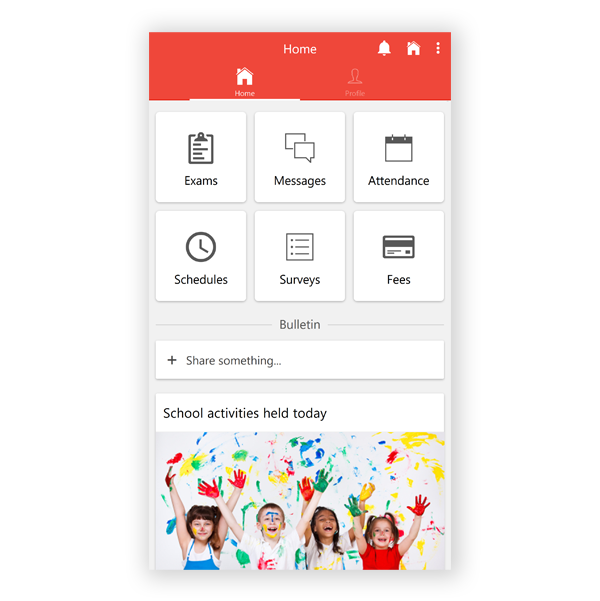 Home
Home
Profile
Exams
Messages
Attendance
Schedules
Surveys
Fees
Bulletin
+ Share something...
School activities held today